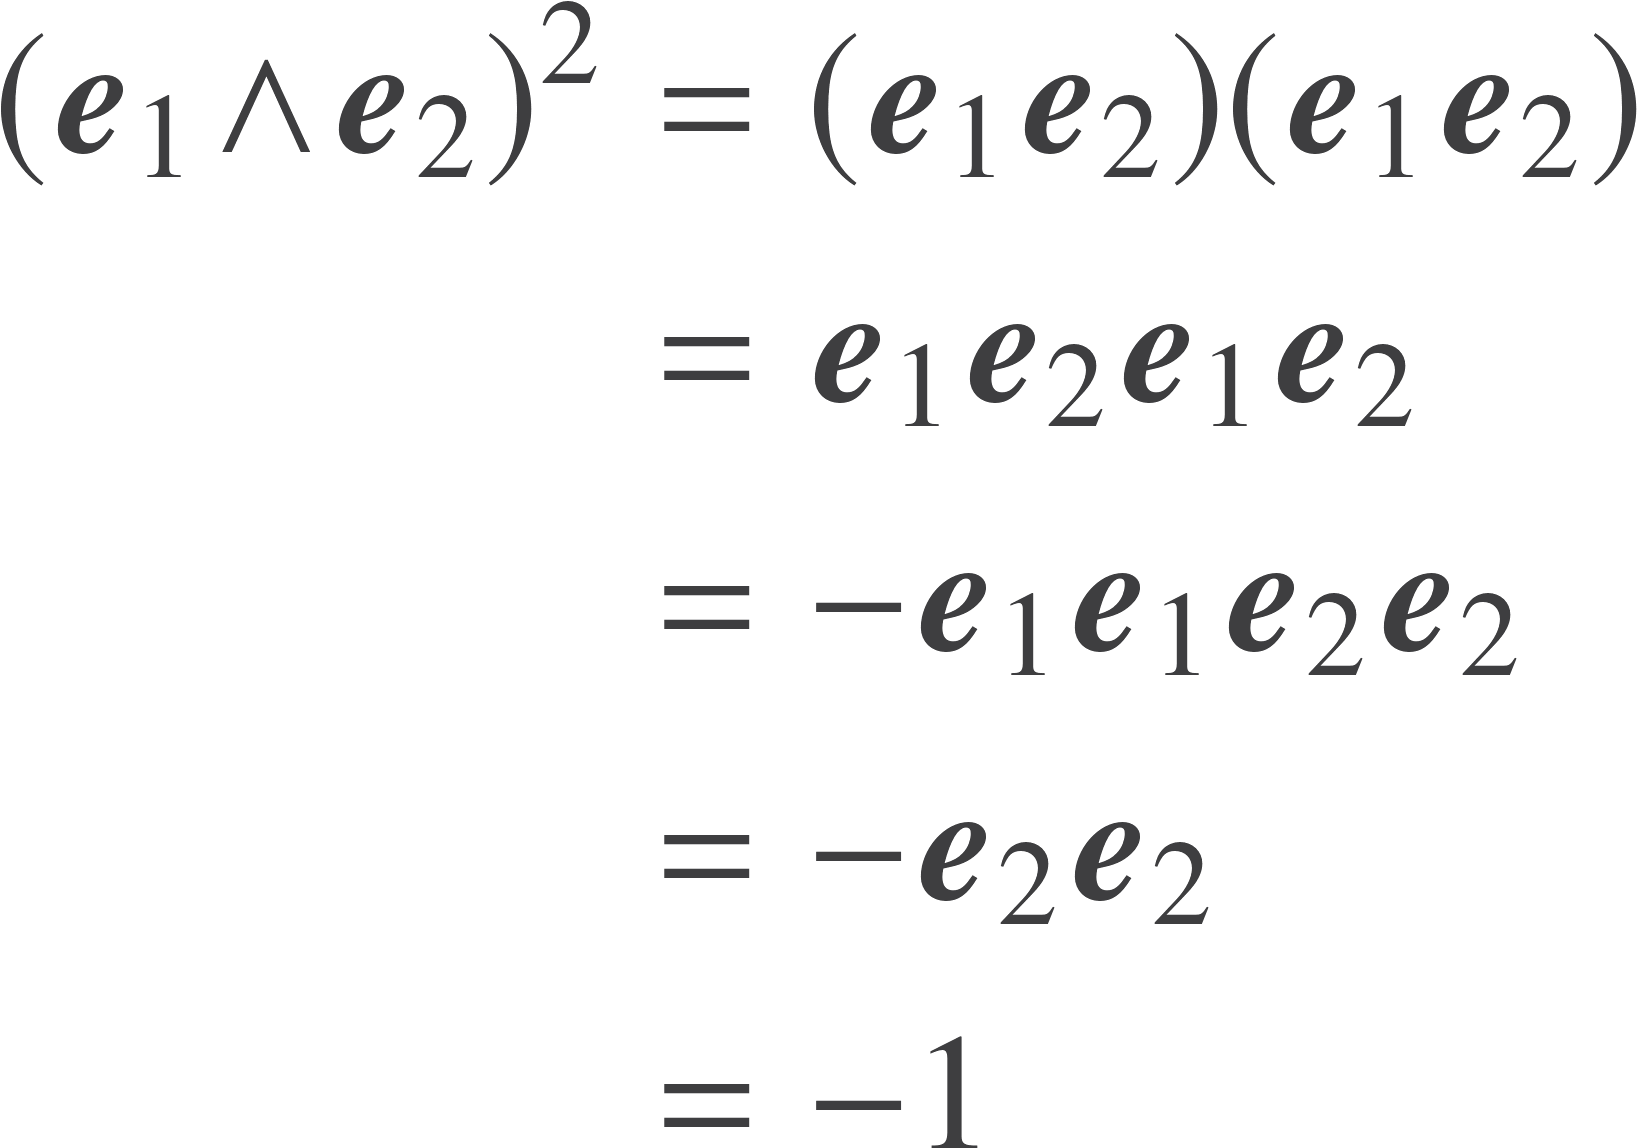 (e₁∧e₂)² = (e₁e₂)(e₁e₂)
= e₁e₂e₁e₂
= −e₁e₁e₂e₂
= −e₂e₂
= −1